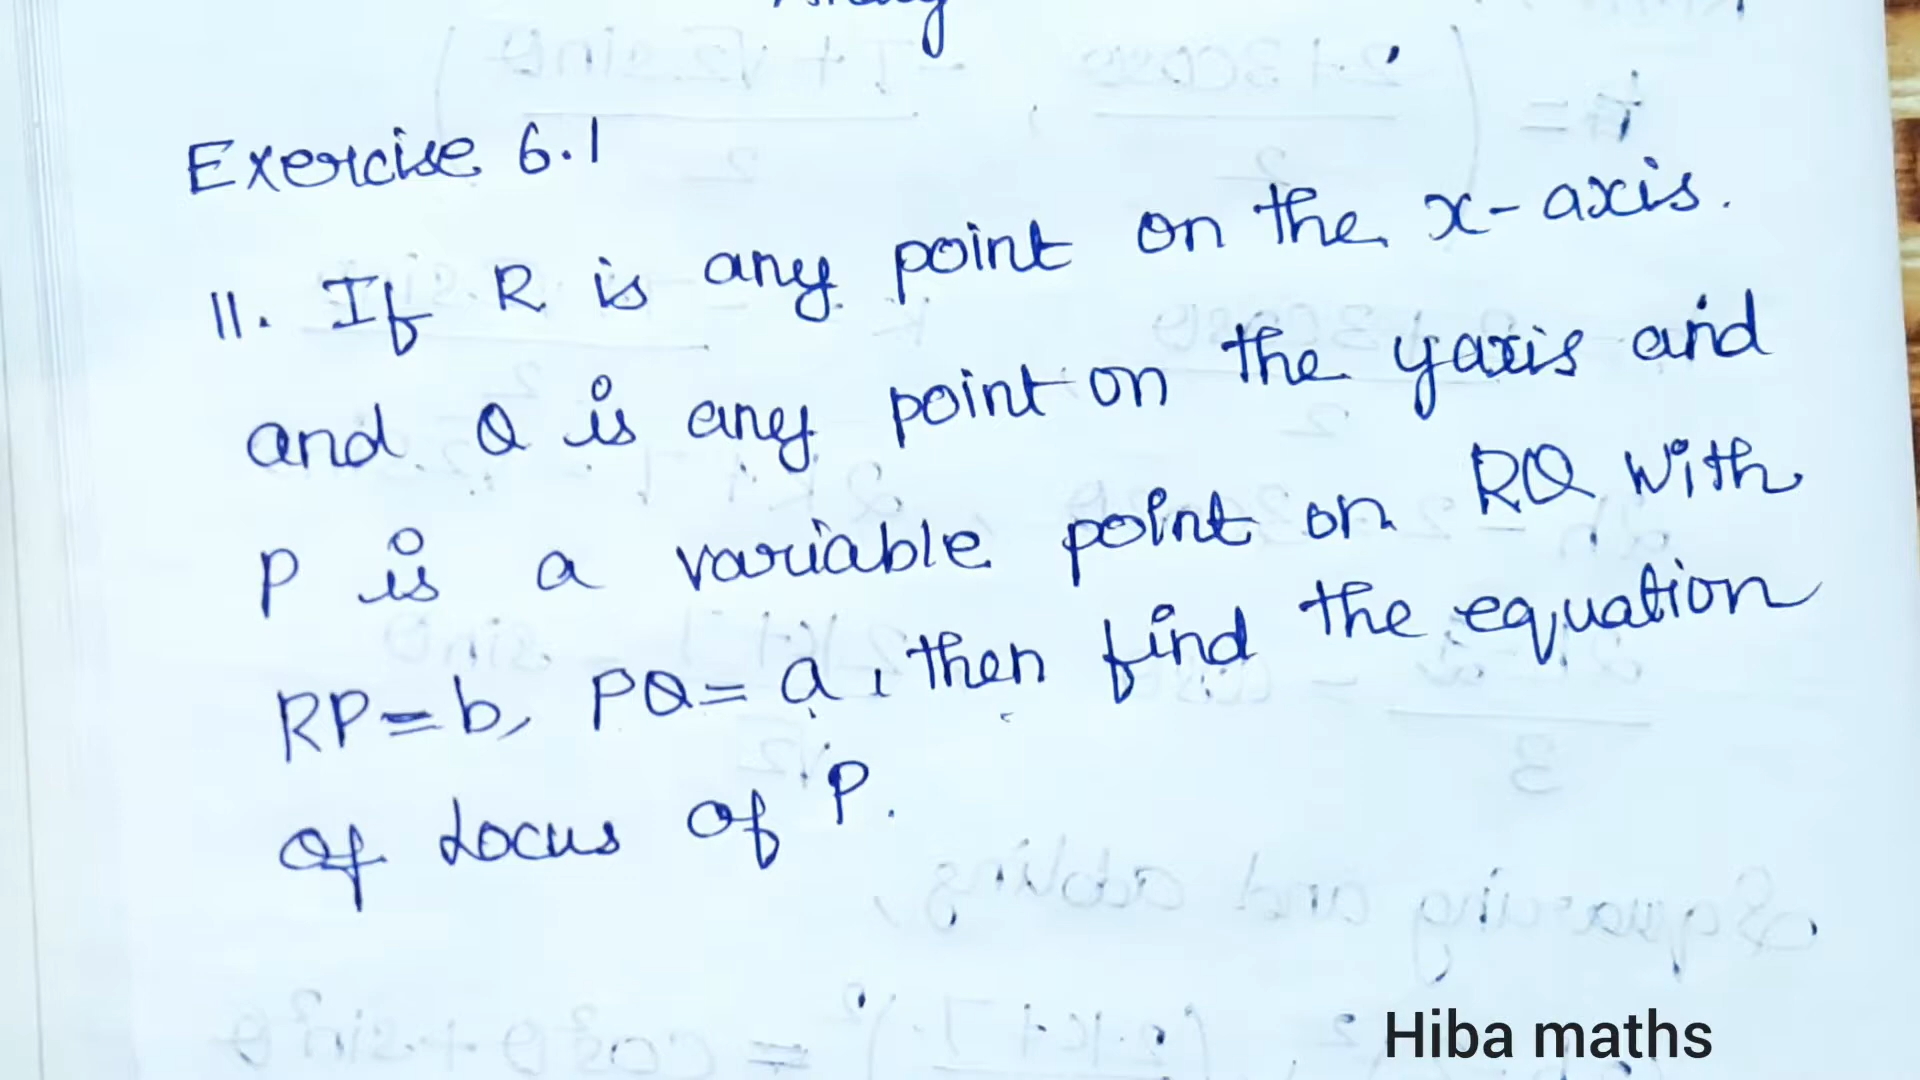 Exercise 6.1
11. If R is any point on the x-axis.
and Q is any point on the yaxis and
P is a variable point on RQ with
RP=b, PQ=a, then find the equation
of Locus of P.
Hiba maths